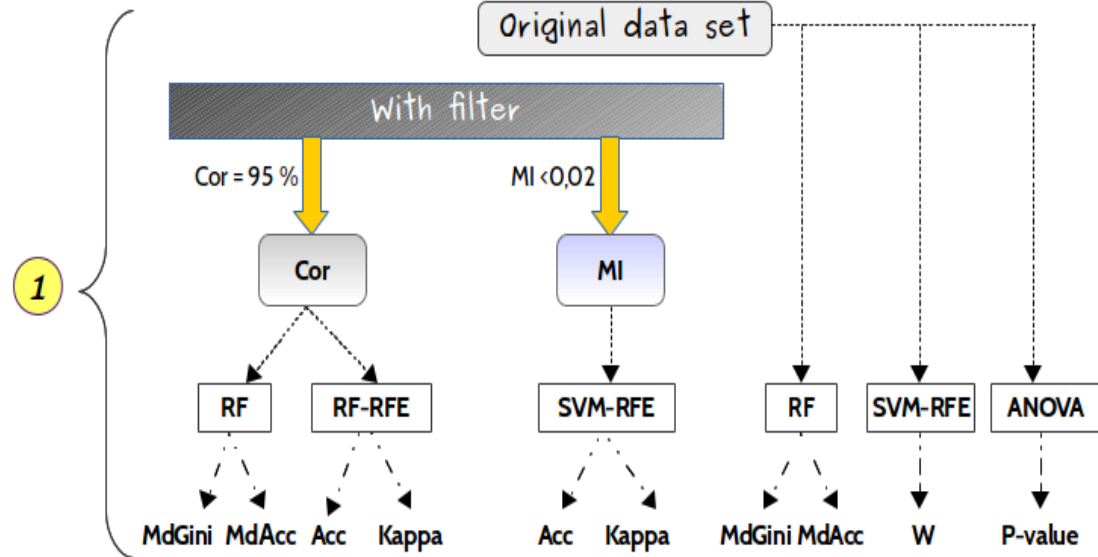 Original data set
With filter
Cor = 95 %
MI <0,02
1
Cor
MI
RF
RF-RFE
SVM-RFE
RF
SVM-RFE
ANOVA
MdGini MdAcc Acc Kappa Acc Kappa MdGini MdAcc W P-value